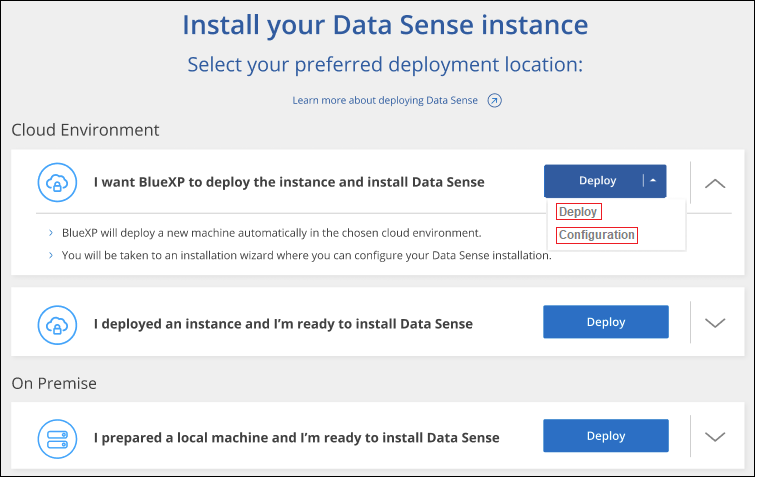 Install your Data Sense instance
Select your preferred deployment location:
Learn more about deploying Data Sense
Cloud Environment
I want BlueXP to deploy the instance and install Data Sense
Deploy
Deploy
Configuration
BlueXP will deploy a new machine automatically in the chosen cloud environment.
You will be taken to an installation wizard where you can configure your Data Sense installation.
I deployed an instance and I’m ready to install Data Sense
Deploy
On Premise
I prepared a local machine and I’m ready to install Data Sense
Deploy